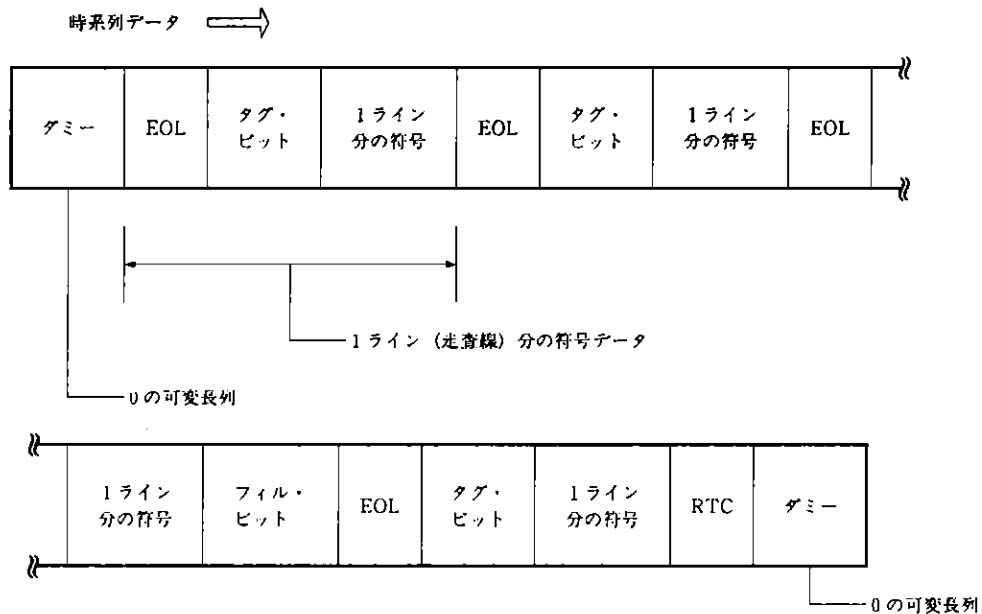 時系列データ
ダミー
EOL
タグ・
ビット
1ライン
分の符号
EOL
タグ・
ビット
1ライン
分の符号
EOL
1ライン(走査線)分の符号データ
0の可変長列
1ライン
分の符号
フィル・
ビット
EOL
タグ・
ビット
1ライン
分の符号
RTC
ダミー
0の可変長列